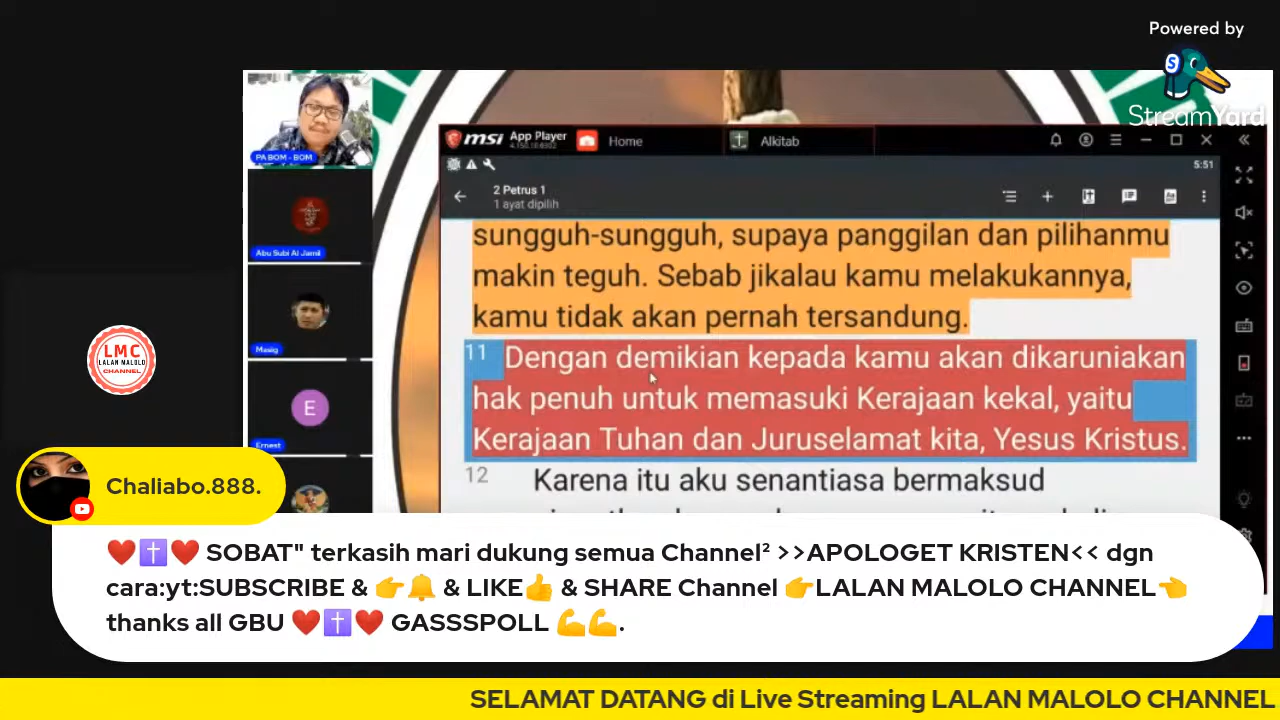 Powered by
StreamYard
msi App Player
4.150.10.6302
Home
Alkitab
5:51
2 Petrus 1
1 ayat dipilih
PA BOM - BOM
Abu Subi Al Jamil
Masig
E
Ernest
sungguh-sungguh, supaya panggilan dan pilihanmu
makin teguh. Sebab jikalau kamu melakukannya,
kamu tidak akan pernah tersandung.
11 Dengan demikian kepada kamu akan dikaruniakan
hak penuh untuk memasuki Kerajaan kekal, yaitu
Kerajaan Tuhan dan Juruselamat kita, Yesus Kristus.
12 Karena itu aku senantiasa bermaksud
LMC
LALAN MALOLO
CHANNEL
Chaliabo.888.
❤️✝️❤️ SOBAT" terkasih mari dukung semua Channel² >>APOLOGET KRISTEN<< dgn
cara:yt:SUBSCRIBE & 👉🔔 & LIKE👍 & SHARE Channel 👉LALAN MALOLO CHANNEL👈
thanks all GBU ❤️✝️❤️ GASSSPOLL 💪💪.
SELAMAT DATANG di Live Streaming LALAN MALOLO CHANNEL